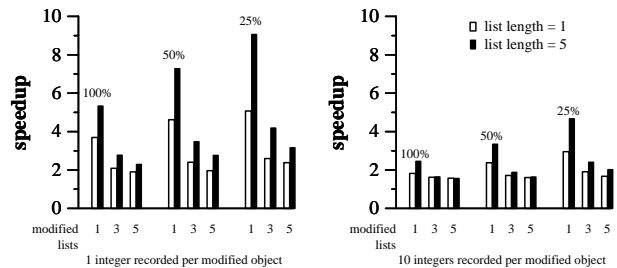 10
8
6
4
2
0
speedup
100%
50%
25%
modified lists
1 3 5 1 3 5 1 3 5
1 integer recorded per modified object
10
8
6
4
2
0
speedup
list length = 1
list length = 5
100%
50%
25%
modified lists
1 3 5 1 3 5 1 3 5
10 integers recorded per modified object